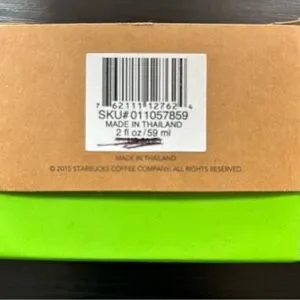 7 62111 12762 4
SKU#011057859
MADE IN THAILAND
2 fl oz/59 ml
MADE IN THAILAND
© 2015 STARBUCKS COFFEE COMPANY. ALL RIGHTS RESERVED.